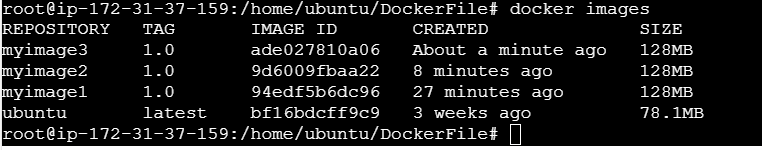 root@ip-172-31-37-159:/home/ubuntu/DockerFile# docker images
REPOSITORY TAG IMAGE ID CREATED SIZE
myimage3 1.0 ade027810a06 About a minute ago 128MB
myimage2 1.0 9d6009fbaa22 8 minutes ago 128MB
myimage1 1.0 94edf5b6dc96 27 minutes ago 128MB
ubuntu latest bf16bdcff9c9 3 weeks ago 78.1MB
root@ip-172-31-37-159:/home/ubuntu/DockerFile#